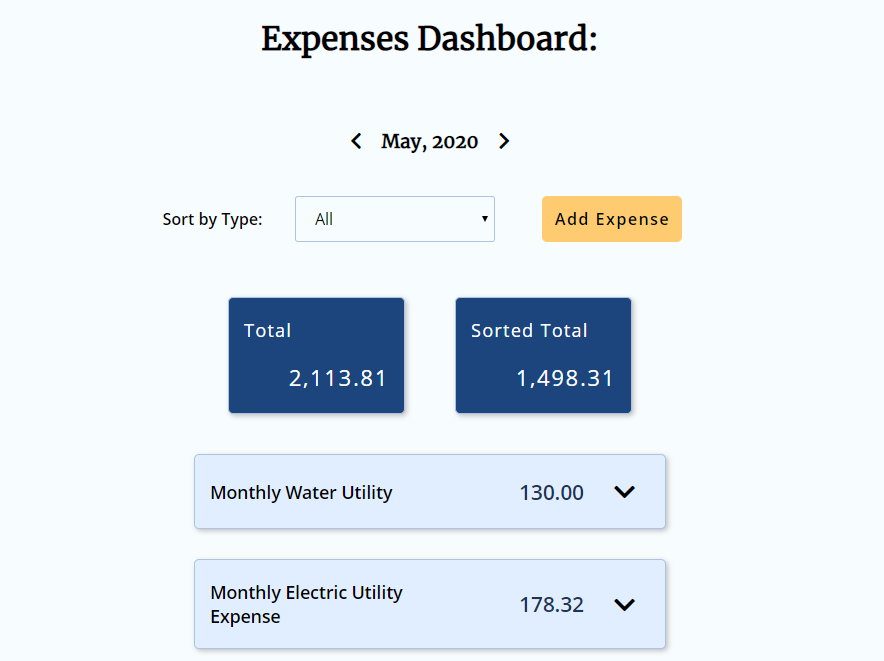 Expenses Dashboard:
May, 2020
Sort by Type: All Add Expense
Total Sorted Total
2,113.81 1,498.31
Monthly Water Utility 130.00
Monthly Electric Utility
Expense 178.32